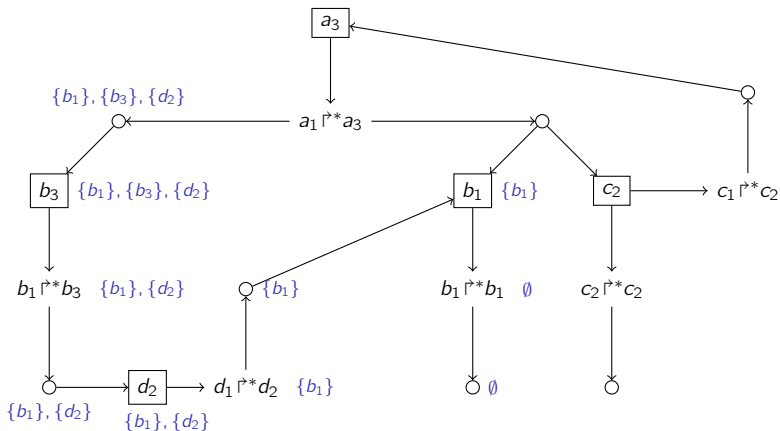 a₃
{b₁}, {b₃}, {d₂}
a₁ ↱* a₃
b₃ {b₁}, {b₃}, {d₂} b₁ {b₁} c₂ c₁ ↱* c₂
b₁ ↱* b₃ {b₁}, {d₂} {b₁} b₁ ↱* b₁ ∅ c₂ ↱* c₂
{b₁}, {d₂} d₂ d₁ ↱* d₂ {b₁} ∅
{b₁}, {d₂}